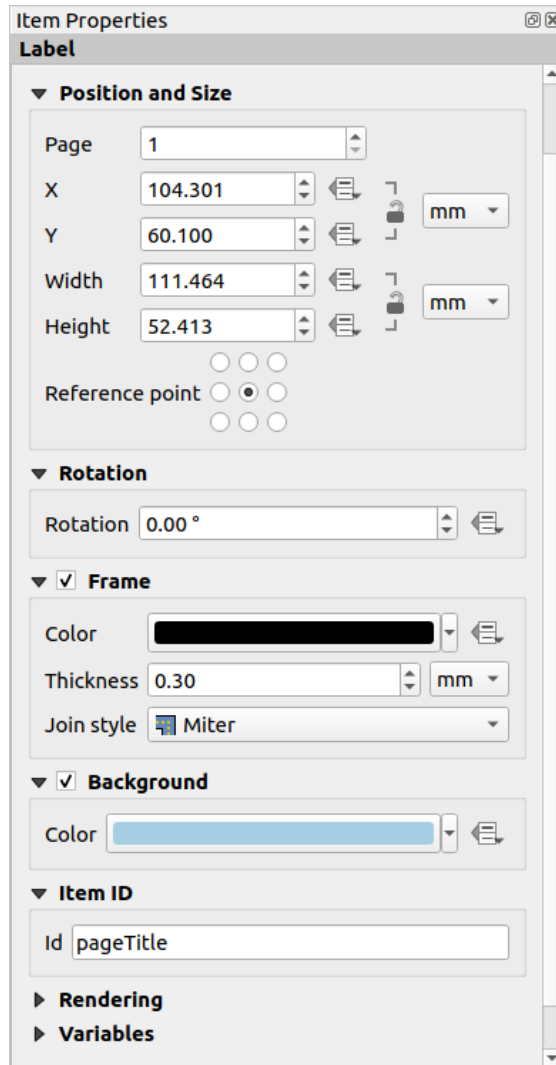 Item Properties
Label
Position and Size
Page 1
X 104.301
mm
Y 60.100
Width 111.464
mm
Height 52.413
Reference point
Rotation
Rotation 0.00 °
Frame
Color
Thickness 0.30 mm
Join style Miter
Background
Color
Item ID
Id pageTitle
Rendering
Variables